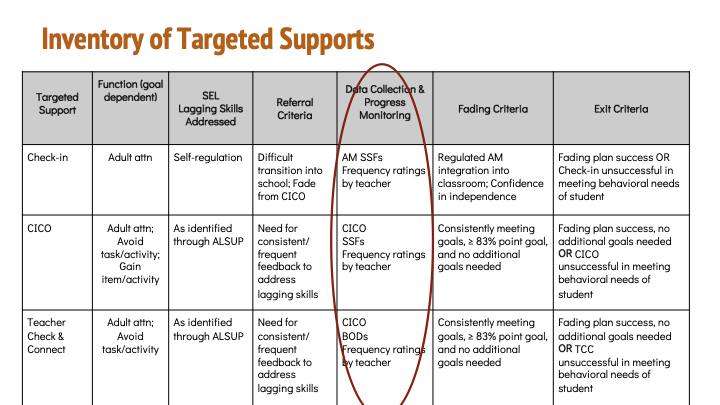 Inventory of Targeted Supports
Targeted
Support
Function (goal
dependent)
SEL
Lagging Skills
Addressed
Referral
Criteria
Data Collection &
Progress
Monitoring
Fading Criteria
Exit Criteria
Check-in
Adult attn
Self-regulation
Difficult
transition into
school; Fade
from CICO
AM SSFs
Frequency ratings
by teacher
Regulated AM
integration into
classroom; Confidence
in independence
Fading plan success OR
Check-in unsuccessful in
meeting behavioral needs
of student
CICO
Adult attn;
Avoid
task/activity;
Gain
item/activity
As identified
through ALSUP
Need for
consistent/
frequent
feedback to
address
lagging skills
CICO
SSFs
Frequency ratings
by teacher
Consistently meeting
goals, ≥ 83% point goal,
and no additional
goals needed
Fading plan success, no
additional goals needed
OR CICO
unsuccessful in meeting
behavioral needs of
student
Teacher
Check &
Connect
Adult attn;
Avoid
task/activity
As identified
through ALSUP
Need for
consistent/
frequent
feedback to
address
lagging skills
CICO
BODs
Frequency ratings
by teacher
Consistently meeting
goals, ≥ 83% point goal,
and no additional
goals needed
Fading plan success, no
additional goals needed
OR TCC
unsuccessful in meeting
behavioral needs of
student